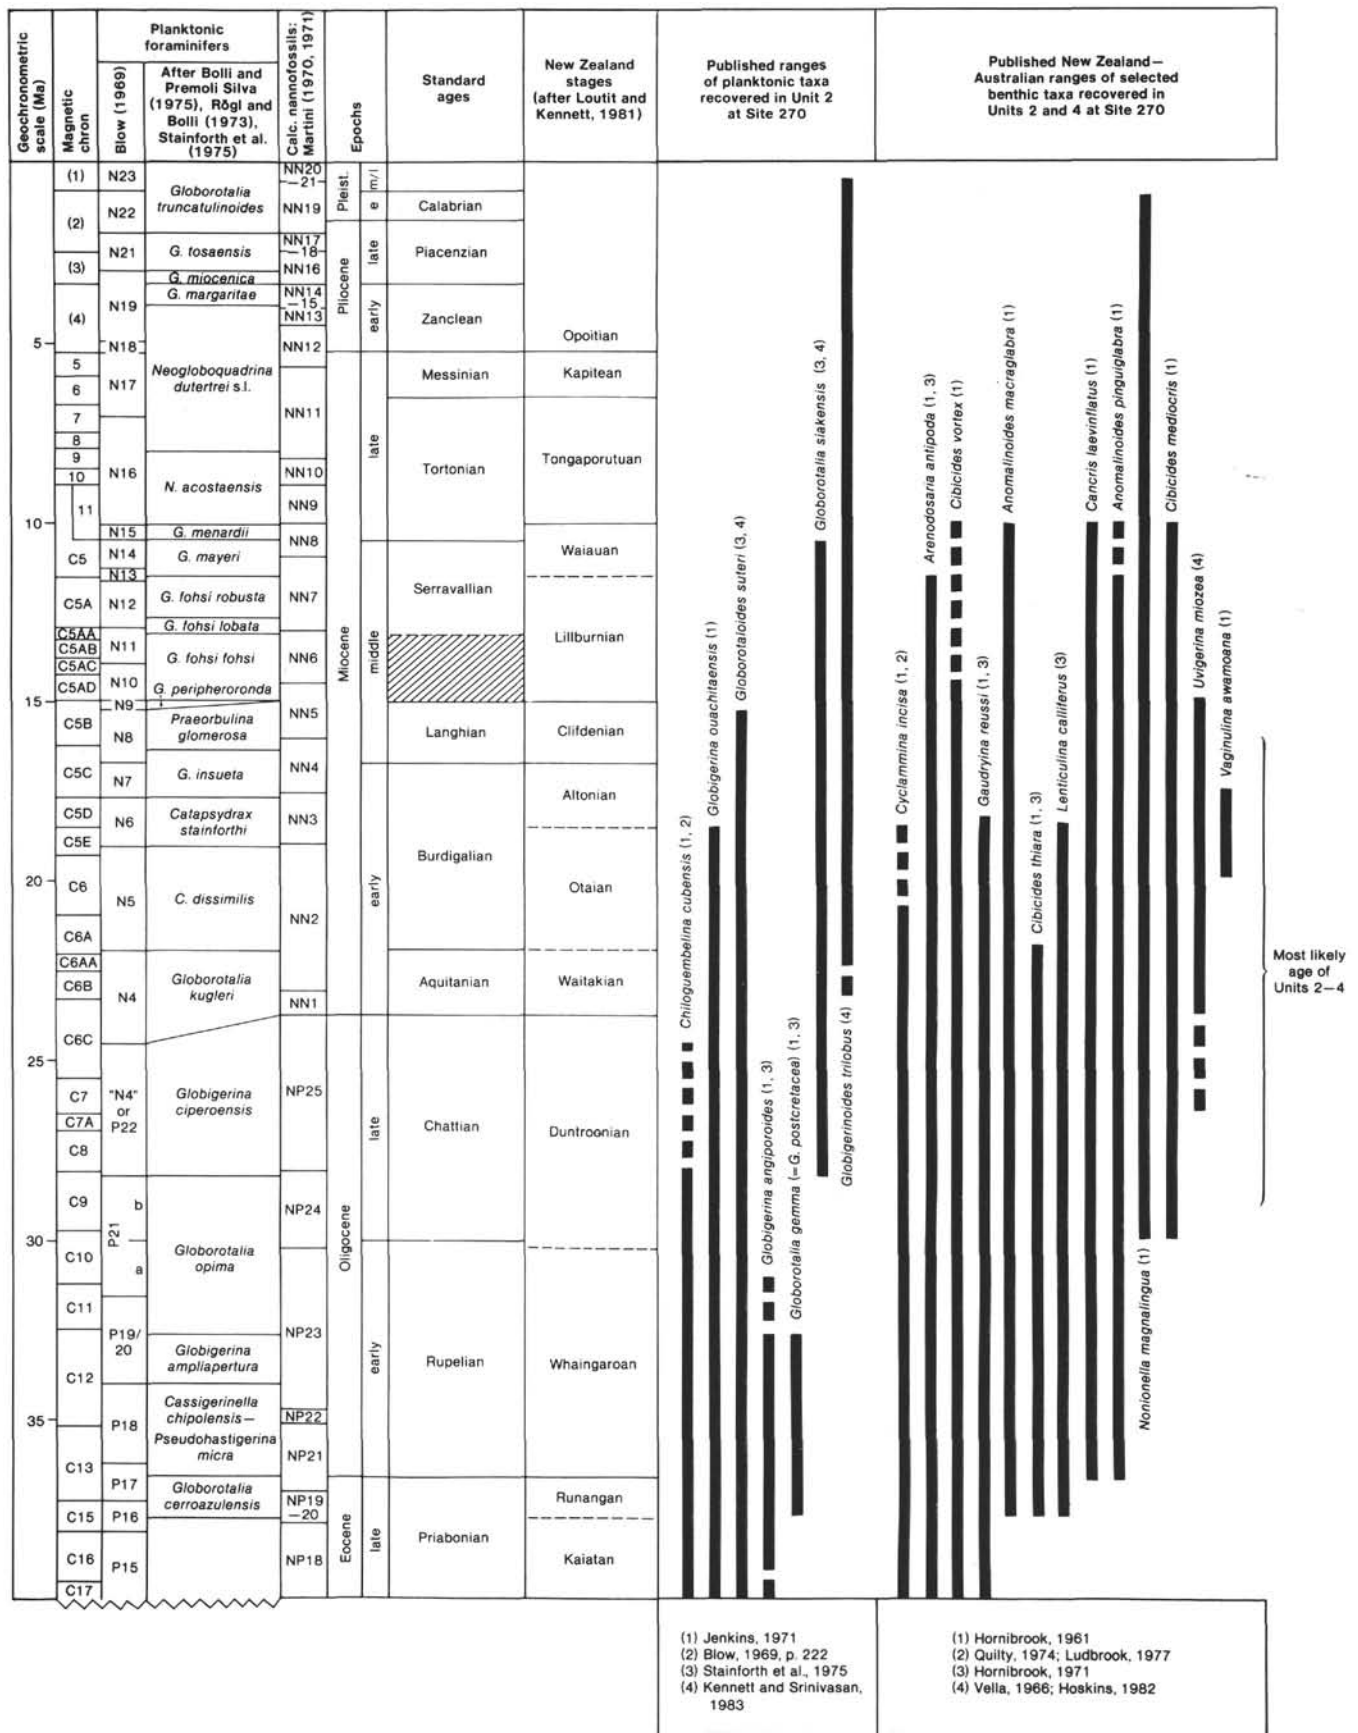 Geochronometric
scale (Ma)
Magnetic
chron
Planktonic
foraminifers
Blow (1969)
After Bolli and
Premoli Silva
(1975), Rögl and
Bolli (1973),
Stainforth et al.
(1975)
Calc. nannofossils:
Martini (1970, 1971)
Epochs
Standard
ages
New Zealand
stages
(after Loutit and
Kennett, 1981)
Published ranges
of planktonic taxa
recovered in Unit 2
at Site 270
Published New Zealand—
Australian ranges of selected
benthic taxa recovered in
Units 2 and 4 at Site 270
5
10
15
20
25
30
35
(1)
(2)
(3)
(4)
5
6
7
8
9
10
11
C5
C5A
C5AA
C5AB
C5AC
C5AD
C5B
C5C
C5D
C5E
C6
C6A
C6AA
C6B
C6C
C7
C7A
C8
C9
C10
C11
C12
C13
C15
C16
C17
N23
N22
N21
N19
N18
N17
N16
N15
N14
N13
N12
N11
N10
N9
N8
N7
N6
N5
N4
"N4"
or
P22
P21
b
a
P19/
20
P18
P17
P16
P15
Globorotalia
truncatulinoides
G. tosaensis
G. miocenica
G. margaritae
Neogloboquadrina
dutertrei s.l.
N. acostaensis
G. menardii
G. mayeri
G. fohsi robusta
G. fohsi lobata
G. fohsi fohsi
G. peripheroronda
Praeorbulina
glomerosa
G. insueta
Catapsydrax
stainforthi
C. dissimilis
Globorotalia
kugleri
Globigerina
ciperoensis
Globorotalia
opima
Globigerina
ampliapertura
Cassigerinella
chipolensis—
Pseudohastigerina
micra
Globorotalia
cerroazulensis
NN20
—21
NN19
NN17
—18
NN16
NN14
—15
NN13
NN12
NN11
NN10
NN9
NN8
NN7
NN6
NN5
NN4
NN3
NN2
NN1
NP25
NP24
NP23
NP22
NP21
NP19
—20
NP18
Pleist.
Pliocene
Miocene
Oligocene
Eocene
m/l
e
late
early
late
middle
early
late
early
late
Calabrian
Piacenzian
Zanclean
Messinian
Tortonian
Serravallian
Langhian
Burdigalian
Aquitanian
Chattian
Rupelian
Priabonian
Opoitian
Kapitean
Tongaporutuan
Waiauan
Lillburnian
Clifdenian
Altonian
Otaian
Waitakian
Duntroonian
Whaingaroan
Runangan
Kaiatan
Chiloguembelina cubensis (1, 2)
Globigerina ouachitaensis (1)
Globorotaloides suteri (3, 4)
Globigerina angiporoides (1, 3)
Globorotalia gemma (=G. postcretacea) (1, 3)
Globorotalia siakensis (3, 4)
Globigerinoides trilobus (4)
Cyclammina incisa (1, 2)
Arenodosaria antipoda (1, 3)
Cibicides vortex (1)
Gaudryina reussi (1, 3)
Anomalinoides macraglabra (1)
Cibicides thiara (1, 3)
Lenticulina calliferus (3)
Cancris laevinflatus (1)
Anomalinoides pinguiglabra (1)
Nonionella magnalingua (1)
Cibicides mediocris (1)
Uvigerina miozea (4)
Vaginulina awamoana (1)
Most likely
age of
Units 2—4
(1) Jenkins, 1971
(2) Blow, 1969, p. 222
(3) Stainforth et al., 1975
(4) Kennett and Srinivasan,
1983
(1) Hornibrook, 1961
(2) Quilty, 1974; Ludbrook, 1977
(3) Hornibrook, 1971
(4) Vella, 1966; Hoskins, 1982